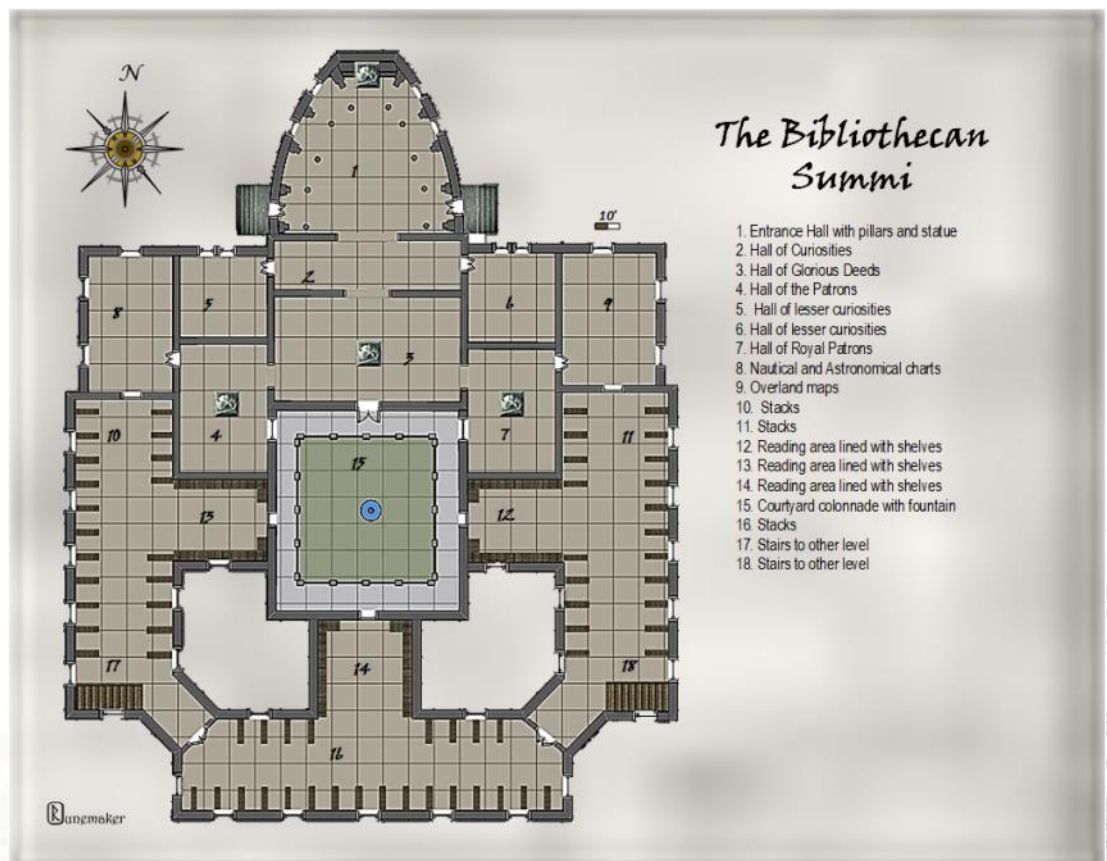 N
The Bibliothecan
Summi
10'
1. Entrance Hall with pillars and statue
2. Hall of Curiosities
3. Hall of Glorious Deeds
4. Hall of the Patrons
5. Hall of lesser curiosities
6. Hall of lesser curiosities
7. Hall of Royal Patrons
8. Nautical and Astronomical charts
9. Overland maps
10. Stacks
11. Stacks
12. Reading area lined with shelves
13. Reading area lined with shelves
14. Reading area lined with shelves
15. Courtyard colonnade with fountain
16. Stacks
17. Stairs to other level
18. Stairs to other level
1
2
5
6
8
9
3
4
7
10
11
15
13
12
14
17
18
16
Runemaker